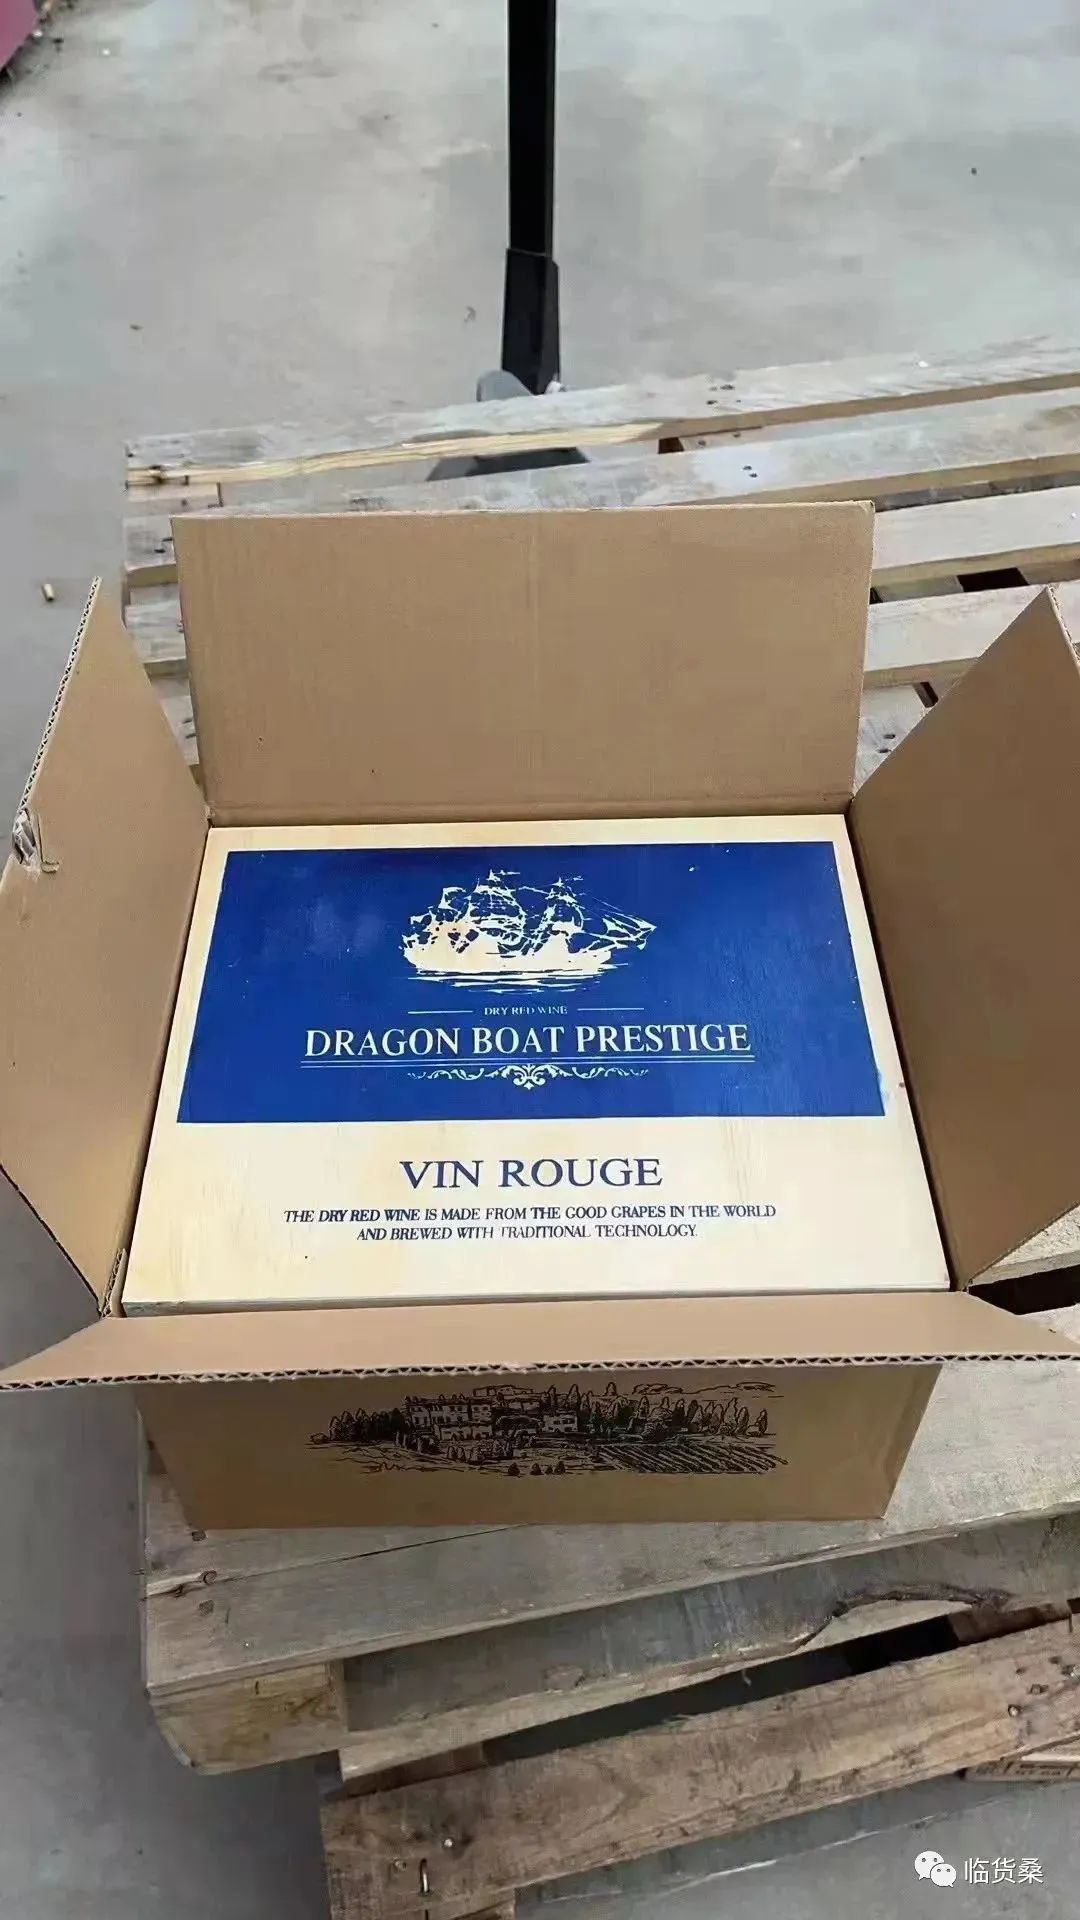 DRY RED WINE
DRAGON BOAT PRESTIGE
VIN ROUGE
THE DRY RED WINE IS MADE FROM THE GOOD GRAPES IN THE WORLD
AND BREWED WITH TRADITIONAL TECHNOLOGY.
临货桑